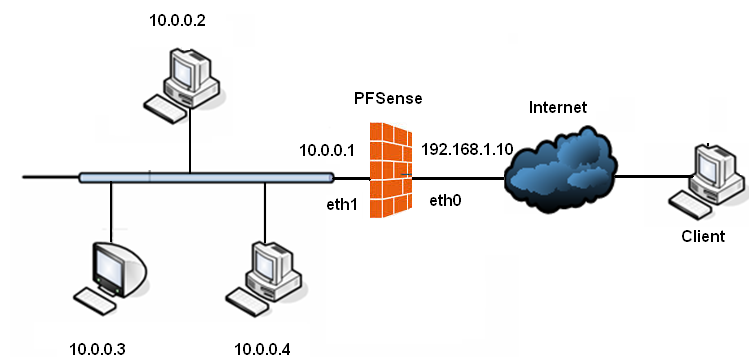 10.0.0.2
PFSense
Internet
10.0.0.1
192.168.1.10
eth1
eth0
Client
10.0.0.3
10.0.0.4